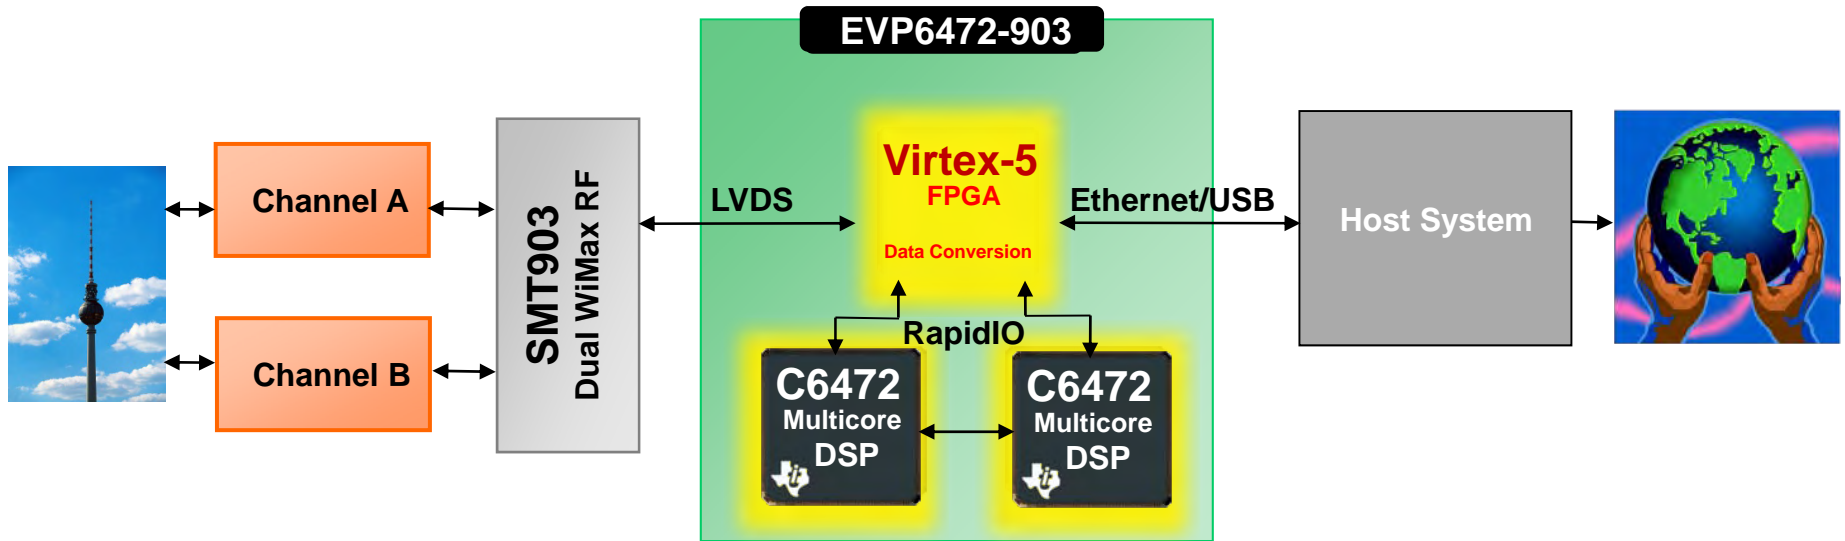 EVP6472-903
Channel A
Channel B
SMT903
Dual WiMax RF
LVDS
Virtex-5
FPGA
Data Conversion
Ethernet/USB
RapidIO
C6472
Multicore
DSP
C6472
Multicore
DSP
Host System